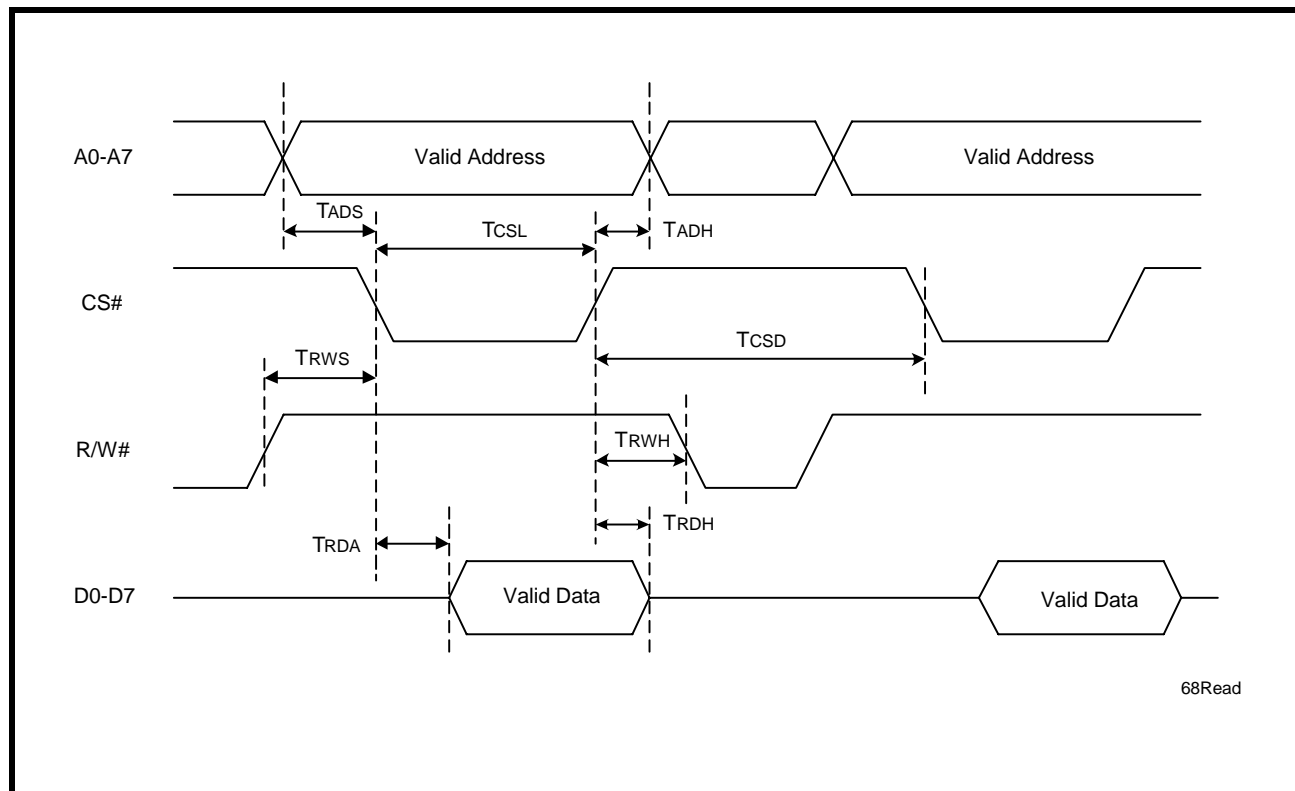 A0-A7
Valid Address
Valid Address
TADS
TCSL
TADH
CS#
TCSD
TRWS
R/W#
TRWH
TRDH
TRDA
D0-D7
Valid Data
Valid Data
68Read